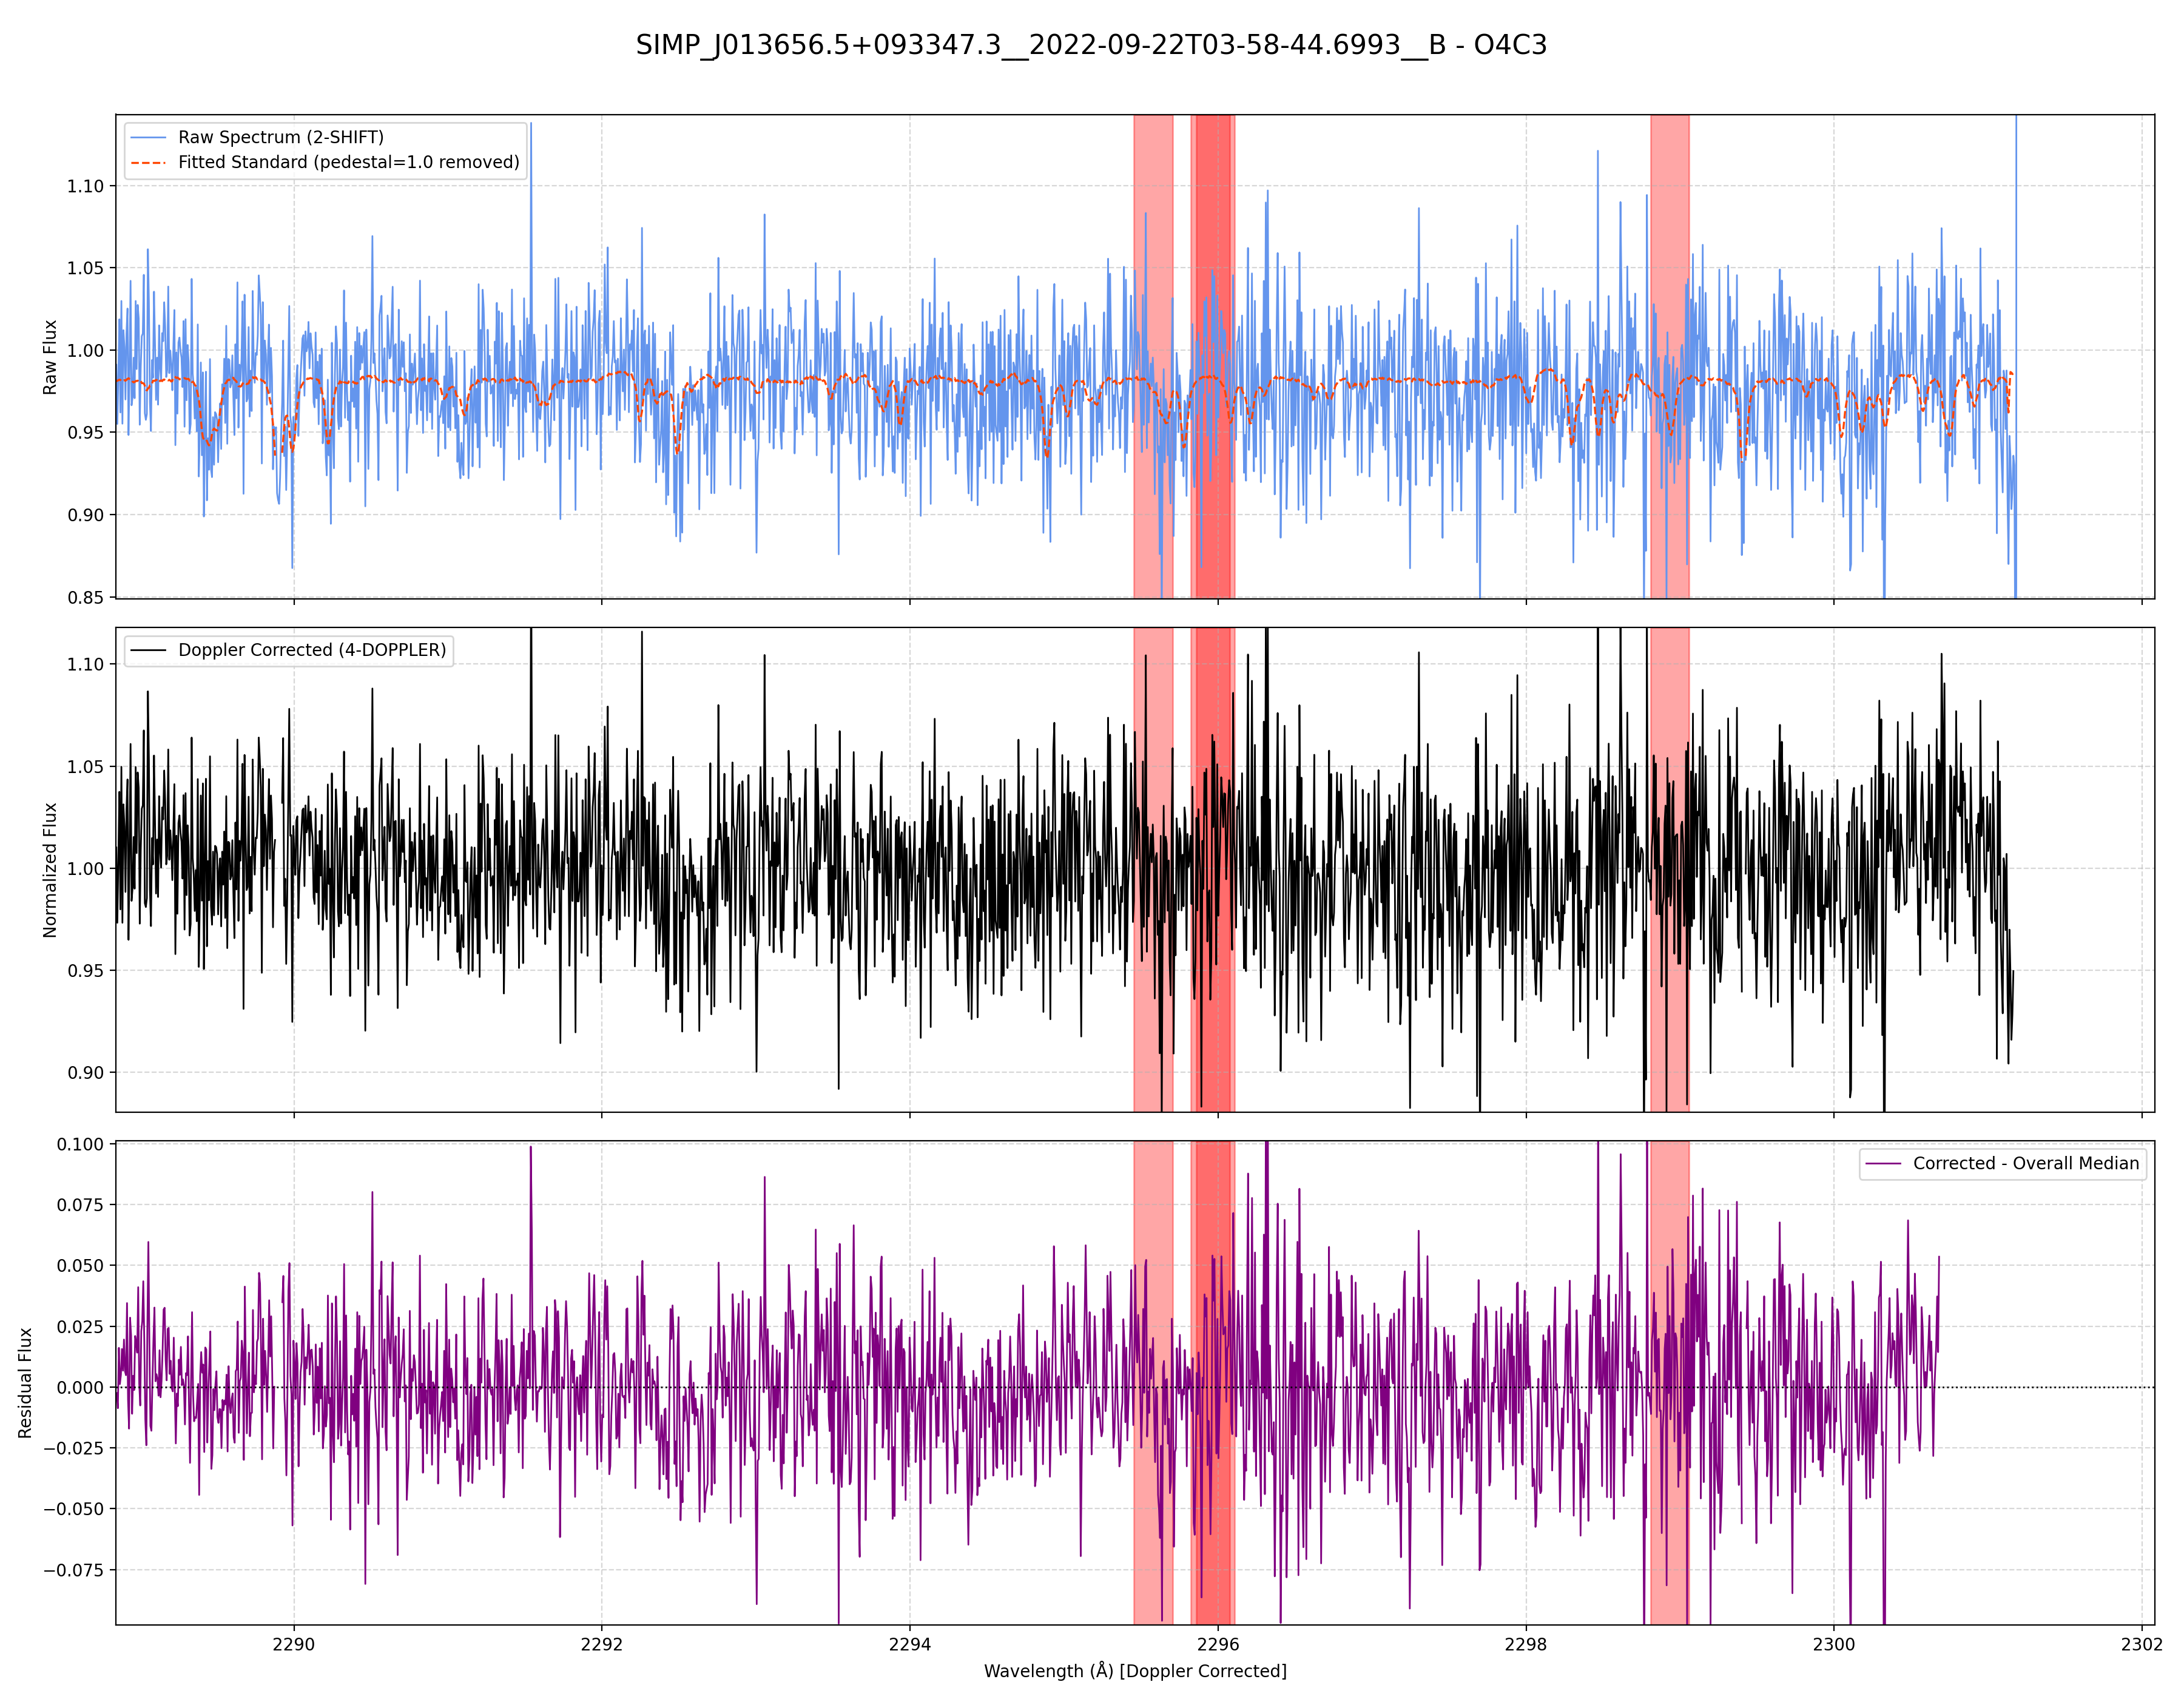 SIMP_J013656.5+093347.3__2022-09-22T03-58-44.6993__B - O4C3
Raw Spectrum (2-SHIFT)
Fitted Standard (pedestal=1.0 removed)
Raw Flux
1.10
1.05
1.00
0.95
0.90
0.85
Doppler Corrected (4-DOPPLER)
Normalized Flux
1.10
1.05
1.00
0.95
0.90
Corrected - Overall Median
Residual Flux
0.100
0.075
0.050
0.025
0.000
−0.025
−0.050
−0.075
2290 2292 2294 2296 2298 2300 2302
Wavelength (Å) [Doppler Corrected]